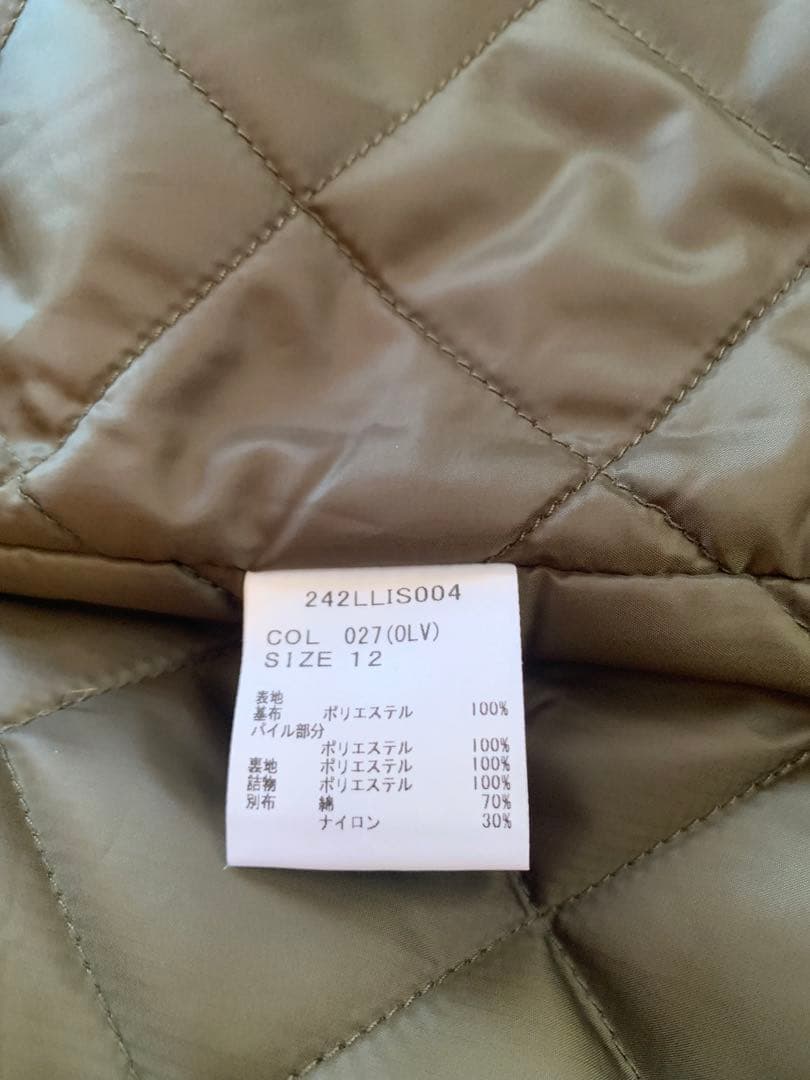 242LLIS004
COL 027(OLV)
SIZE 12
表地
基布 ポリエステル 100%
パイル部分
ポリエステル 100%
裏地 ポリエステル 100%
詰物 ポリエステル 100%
別布 綿 70%
ナイロン 30%